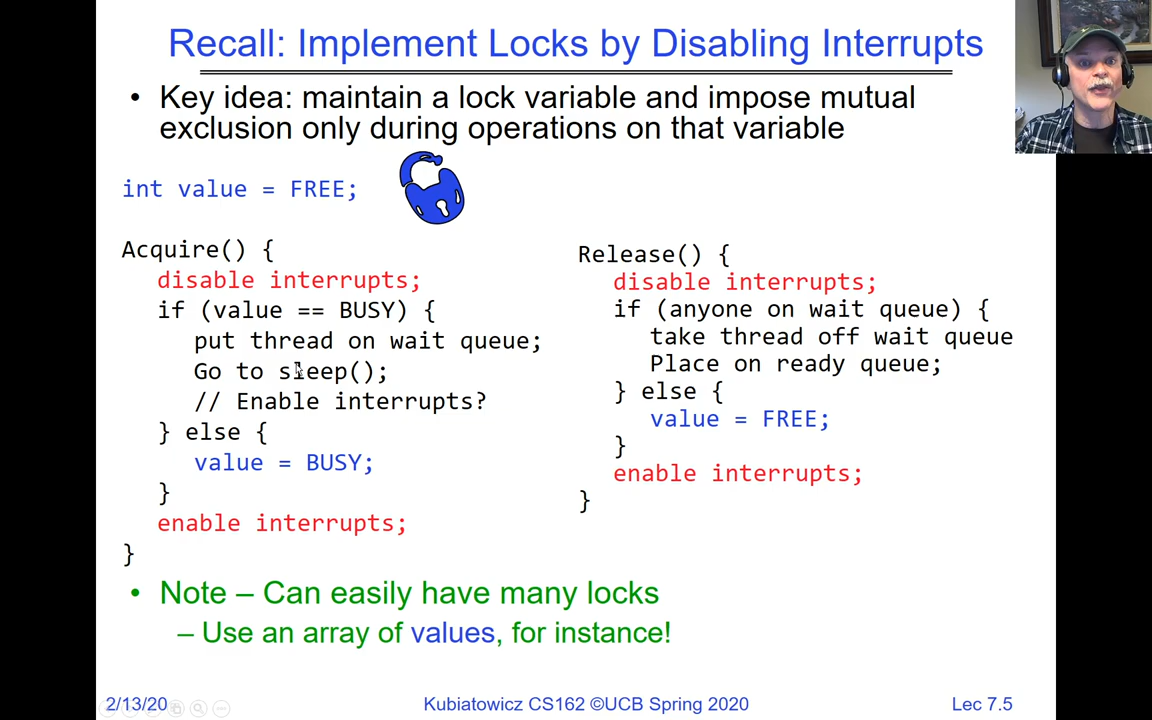 Recall: Implement Locks by Disabling Interrupts
• Key idea: maintain a lock variable and impose mutual
exclusion only during operations on that variable
int value = FREE;
Acquire() {
disable interrupts;
if (value == BUSY) {
put thread on wait queue;
Go to sleep();
// Enable interrupts?
} else {
value = BUSY;
}
enable interrupts;
}
Release() {
disable interrupts;
if (anyone on wait queue) {
take thread off wait queue
Place on ready queue;
} else {
value = FREE;
}
enable interrupts;
}
• Note – Can easily have many locks
– Use an array of values, for instance!
2/13/20
Kubiatowicz CS162 ©UCB Spring 2020
Lec 7.5